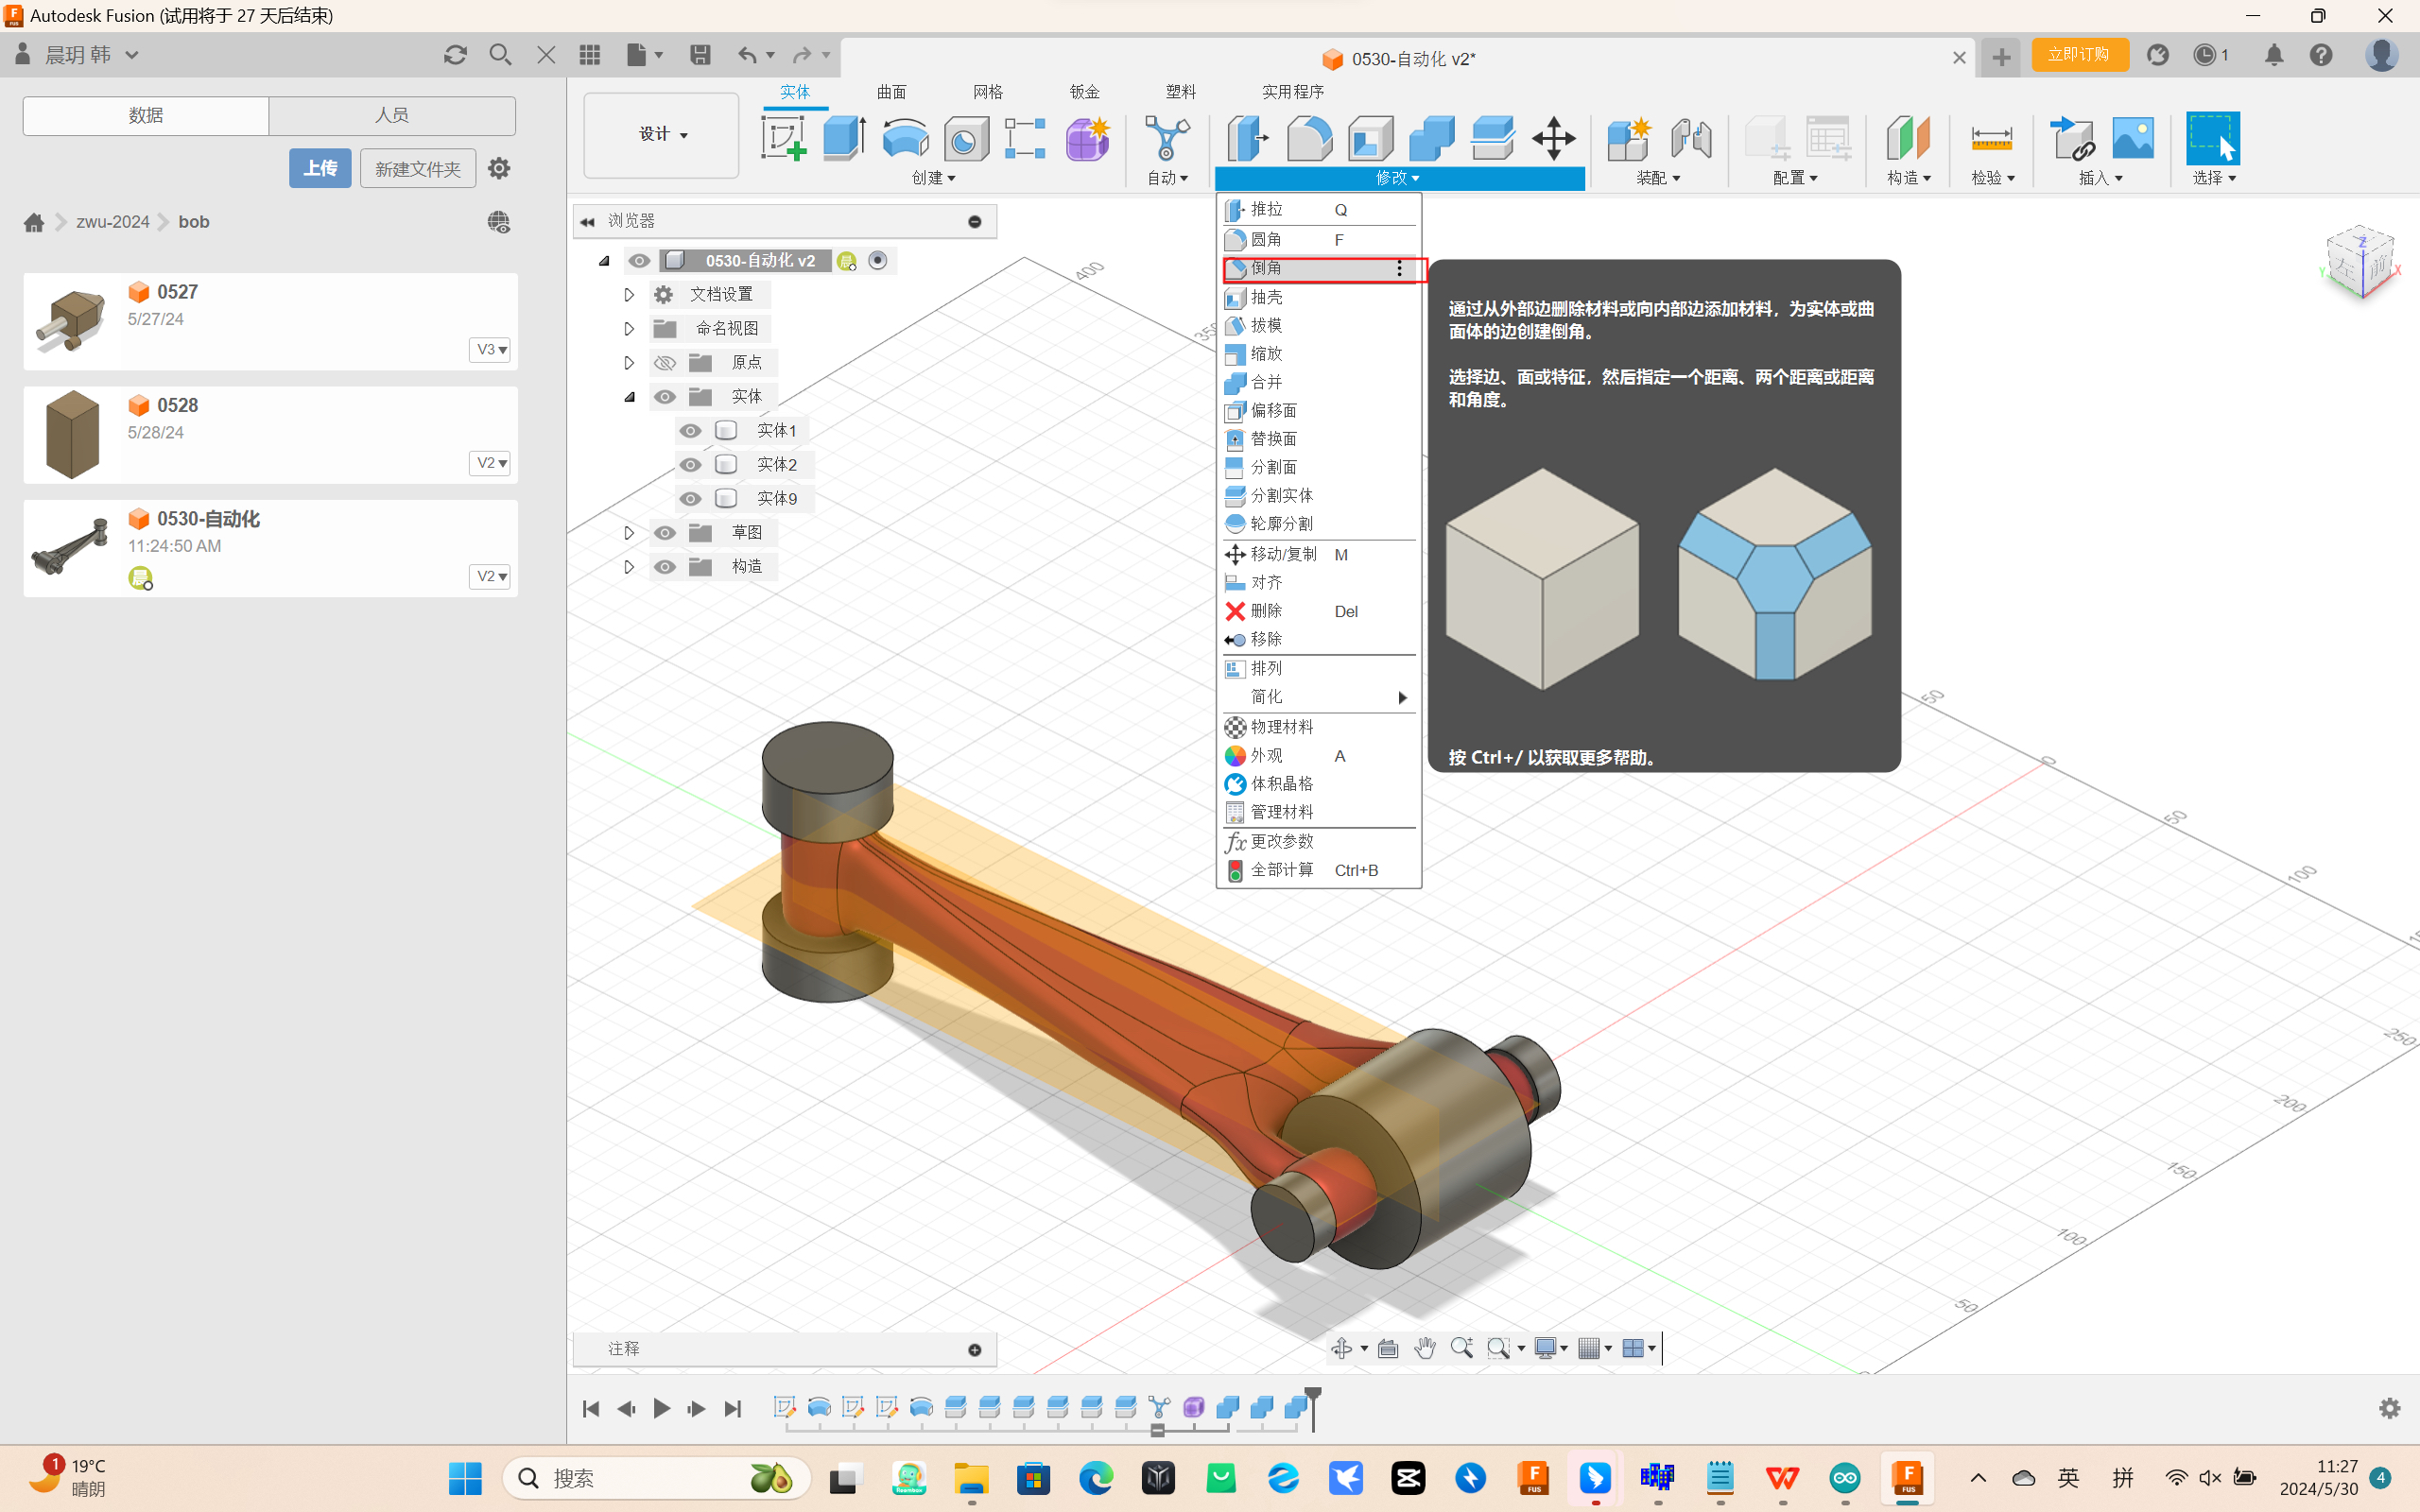 Autodesk Fusion (试用将于 27 天后结束)
晨玥 韩
0530-自动化 v2*
立即订购
1
数据
人员
上传
新建文件夹
zwu-2024
bob
0527
5/27/24
V3
0528
5/28/24
V2
0530-自动化
11:24:50 AM
晨
V2
设计
实体
曲面
网格
钣金
塑料
实用程序
创建
自动
修改
装配
配置
构造
检验
插入
选择
浏览器
0530-自动化 v2
晨
文档设置
命名视图
原点
实体
实体1
实体2
实体9
草图
构造
推拉 Q
圆角 F
倒角
抽壳
拔模
缩放
合并
偏移面
替换面
分割面
分割实体
轮廓分割
移动/复制 M
对齐
删除 Del
移除
排列
简化
物理材料
外观 A
体积晶格
管理材料
更改参数
全部计算 Ctrl+B
通过从外部边删除材料或向内部边添加材料，为实体或曲
面体的边创建倒角。
选择边、面或特征，然后指定一个距离、两个距离或距离
和角度。
按 Ctrl+/ 以获取更多帮助。
Z
左
前
Y
X
400
50
0
50
100
250
200
150
100
50
注释
1
19°C
晴朗
搜索
英
拼
11:27
2024/5/30
4